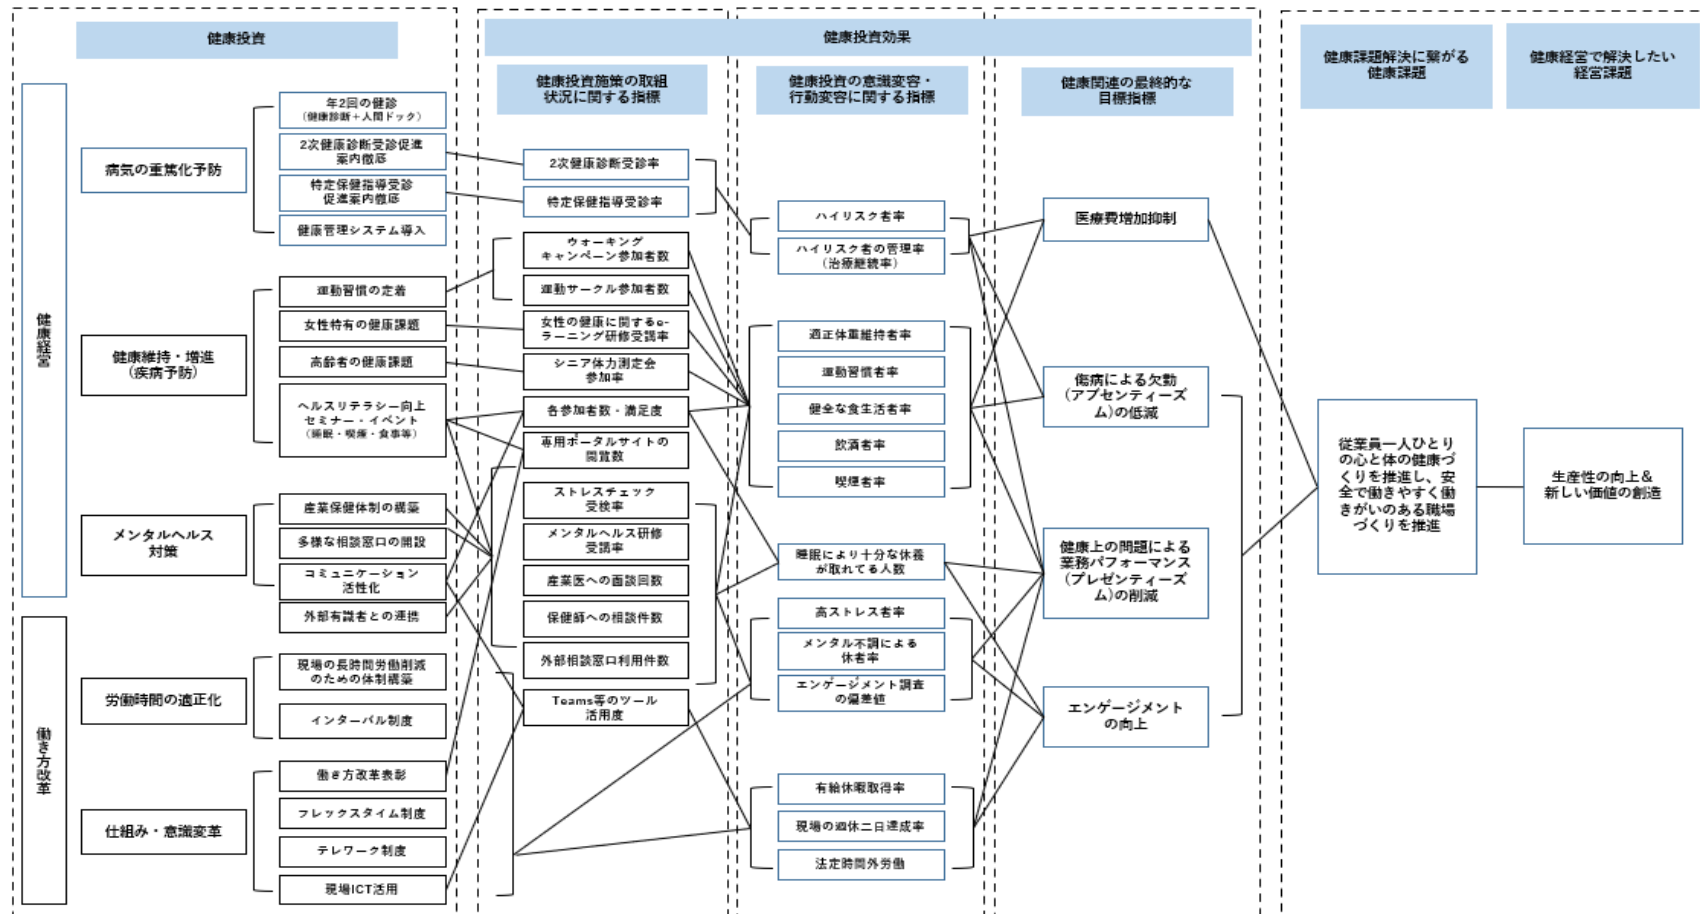 健康投資
健康投資効果
健康課題解決に繋がる
健康課題
健康経営で解決したい
経営課題
健康投資施策の取組
状況に関する指標
健康投資の意識変容・
行動変容に関する指標
健康関連の最終的な
目標指標
健康経営
働き方改革
病気の重篤化予防
健康維持・増進
(疾病予防)
メンタルヘルス
対策
労働時間の適正化
仕組み・意識変革
年2回の健診
(健康診断+人間ドック)
2次健康診断受診促進
案内徹底
特定保健指導受診
促進案内徹底
健康管理システム導入
運動習慣の定着
女性特有の健康課題
高齢者の健康課題
ヘルスリテラシー向上
セミナー・イベント
(睡眠・喫煙・食事等)
産業保健体制の構築
多様な相談窓口の開設
コミュニケーション
活性化
外部有識者との連携
現場の長時間労働削減
のための体制構築
インターバル制度
働き方改革表彰
フレックスタイム制度
テレワーク制度
現場ICT活用
2次健康診断受診率
特定保健指導受診率
ウォーキング
キャンペーン参加者数
運動サークル参加者数
女性の健康に関するe-
ラーニング研修受講率
シニア体力測定会
参加率
各参加者数・満足度
専用ポータルサイトの
閲覧数
ストレスチェック
受検率
メンタルヘルス研修
受講率
産業医への面談回数
保健師への相談件数
外部相談窓口利用件数
Teams等のツール
活用度
ハイリスク者率
ハイリスク者の管理率
(治療継続率)
適正体重維持者率
運動習慣者率
健全な食生活者率
飲酒者率
喫煙者率
睡眠により十分な休養
が取れてる人数
高ストレス者率
メンタル不調による
休者率
エンゲージメント調査
の偏差値
有給休暇取得率
現場の週休二日達成率
法定時間外労働
医療費増加抑制
傷病による欠勤
(アブセンティーズ
ム)の低減
健康上の問題による
業務パフォーマンス
(プレゼンティーズ
ム)の削減
エンゲージメント
の向上
従業員一人ひとり
の心と体の健康づ
くりを推進し、安
全で働きやすく働
きがいのある職場
づくりを推進
生産性の向上&
新しい価値の創造